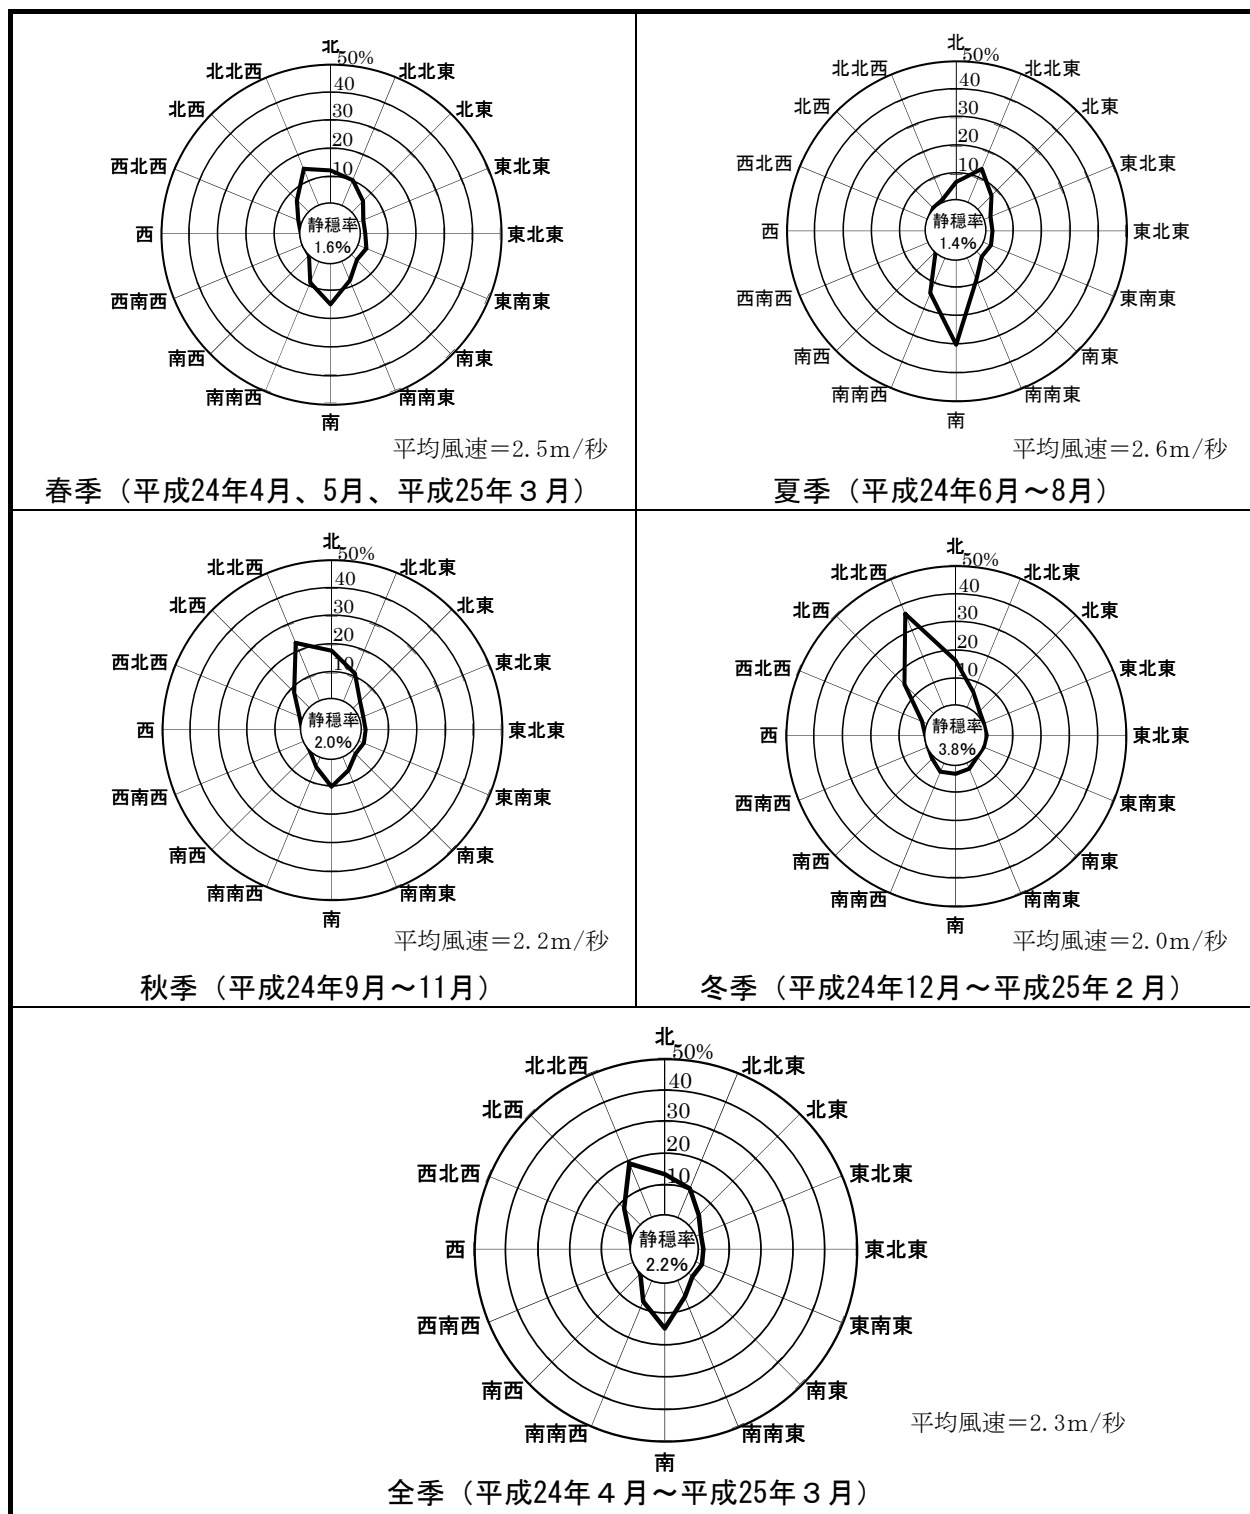 北
50%
北北西
北北東
40
北西
北東
30
20
西北西
東北東
10
静穏率
西
東北東
1.6%
西南西
東南東
南西
南東
南南西
南南東
南
平均風速＝2.5m/秒
春季（平成24年4月、5月、平成25年３月）
北
50%
北北西
北北東
40
北西
北東
30
20
西北西
東北東
10
静穏率
西
東北東
1.4%
西南西
東南東
南西
南東
南南西
南南東
南
平均風速＝2.6m/秒
夏季（平成24年6月～8月）
北
50%
北北西
北北東
40
北西
北東
30
20
西北西
東北東
10
静穏率
西
東北東
2.0%
西南西
東南東
南西
南東
南南西
南南東
南
平均風速＝2.2m/秒
秋季（平成24年9月～11月）
北
50%
北北西
北北東
40
北西
北東
30
20
西北西
東北東
10
静穏率
西
東北東
3.8%
西南西
東南東
南西
南東
南南西
南南東
南
平均風速＝2.0m/秒
冬季（平成24年12月～平成25年２月）
北
50%
北北西
北北東
40
北西
北東
30
20
西北西
東北東
10
静穏率
西
東北東
2.2%
西南西
東南東
南西
南東
南南西
南南東
南
平均風速＝2.3m/秒
全季（平成24年４月～平成25年３月）